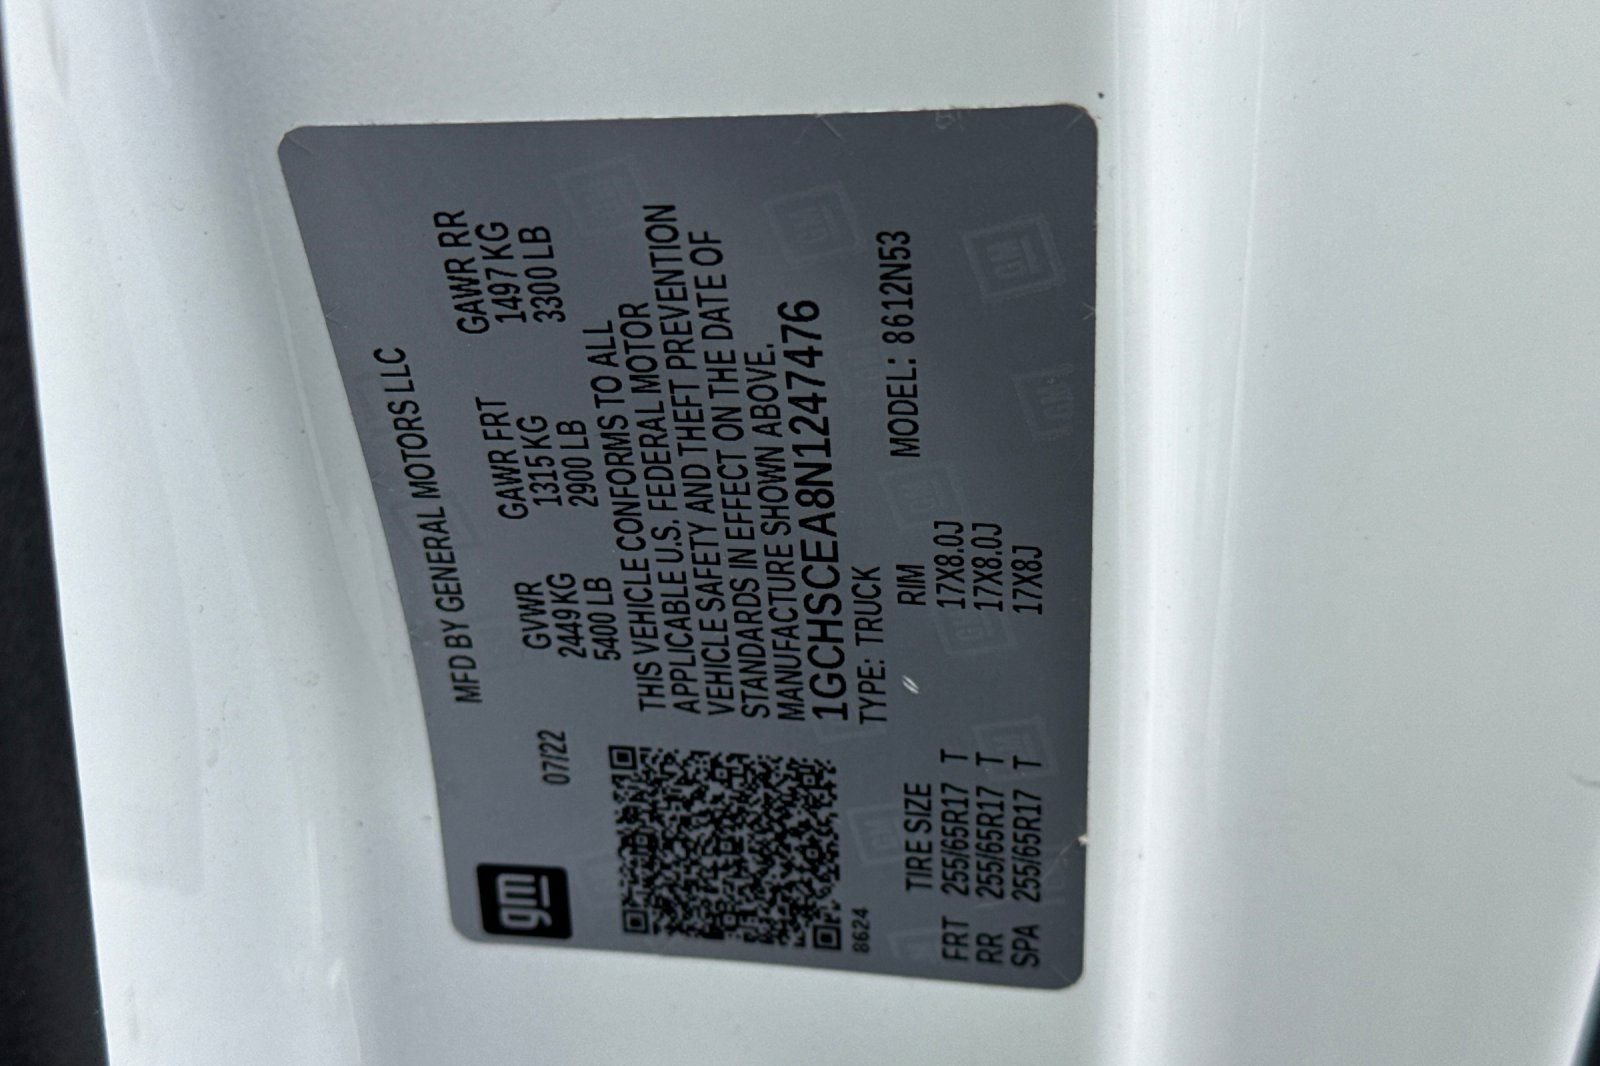 gm
MFD BY GENERAL MOTORS LLC
07/22
GVWR GAWR FRT GAWR RR
2449 KG 1315 KG 1497 KG
5400 LB 2900 LB 3300 LB
THIS VEHICLE CONFORMS TO ALL
APPLICABLE U.S. FEDERAL MOTOR
VEHICLE SAFETY AND THEFT PREVENTION
STANDARDS IN EFFECT ON THE DATE OF
MANUFACTURE SHOWN ABOVE.
1GCHSCEA8N1247476
8624
TYPE: TRUCK MODEL: 8612N53
TIRE SIZE RIM
FRT 255/65R17 T 17X8.0J
RR 255/65R17 T 17X8.0J
SPA 255/65R17 T 17X8J